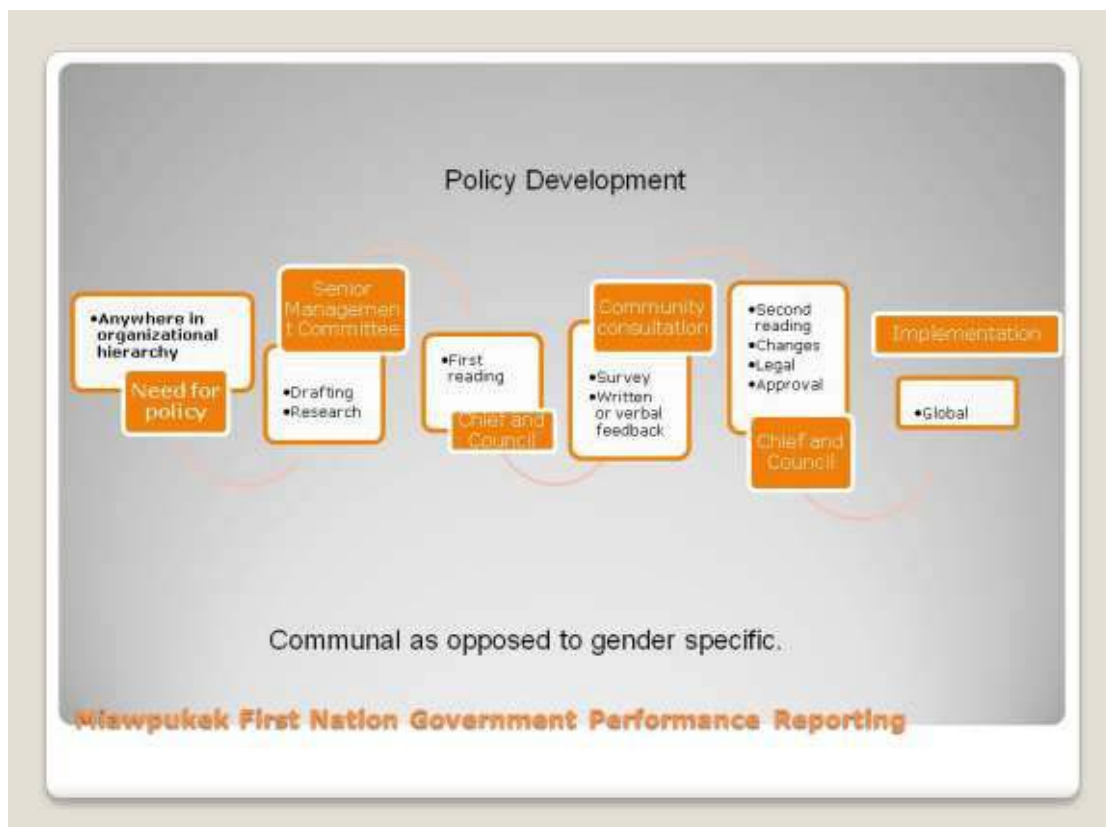 Policy Development
•Anywhere in
organizational
hierarchy
Need for
policy
Senior
Managemen
t Committee
•Drafting
•Research
•First
reading
Chief and
Council
Community
consultation
•Survey
•Written
or verbal
feedback
•Second
reading
•Changes
•Legal
•Approval
Chief and
Council
Implementation
•Global
Communal as opposed to gender specific.
Miawpukek First Nation Government Performance Reporting